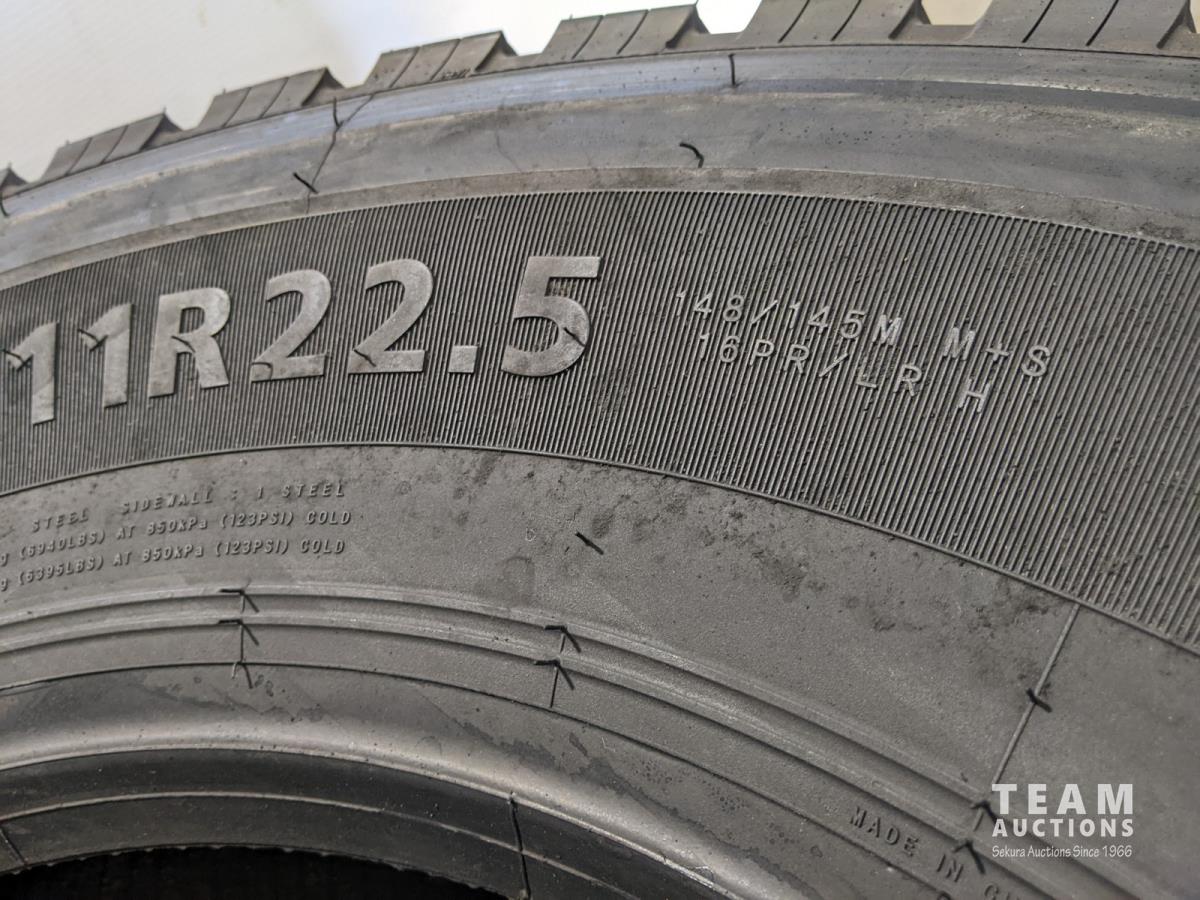 11R22.5
148/145M M+S
16PR/LR H
STEEL SIDEWALL : 1 STEEL
(6940LBS) AT 850kPa (123PSI) COLD
(6395LBS) AT 850kPa (123PSI) COLD
MADE IN
TEAM
AUCTIONS
Sekura Auctions Since 1966